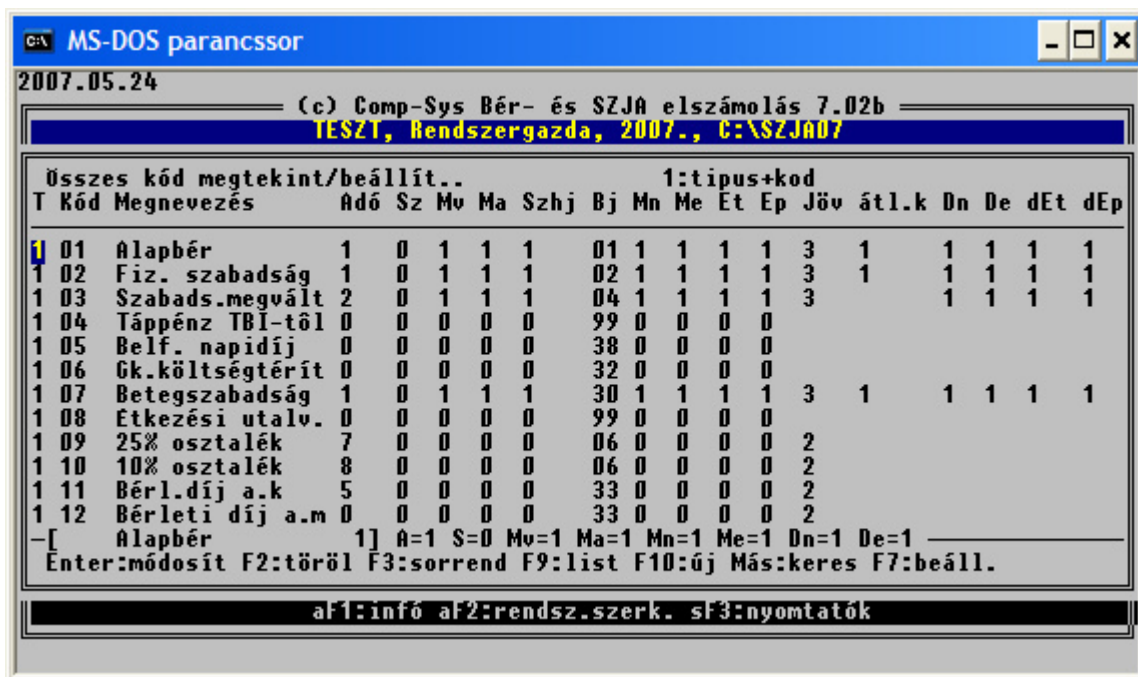 MS-DOS parancssor
2007.05.24
(c) Comp-Sys Bér- és SZJA elszámolás 7.02b
TESZT, Rendszergazda, 2007., C:\SZJA07
Összes kód megtekint/beállít.. 1:tipus+kod
T Kód Megnevezés Adó Sz Mv Ma Szhj Bj Mn Me Et Ep Jöv átl.k Dn De dEt dEp
1 01 Alapbér 1 0 1 1 1 01 1 1 1 1 3 1 1 1 1 1
1 02 Fiz. szabadság 1 0 1 1 1 02 1 1 1 1 3 1 1 1 1 1
1 03 Szabads.megvált 2 0 1 1 1 04 1 1 1 1 3 1 1 1 1
1 04 Táppénz TBI-tôl 0 0 0 0 0 99 0 0 0 0
1 05 Belf. napidíj 0 0 0 0 0 38 0 0 0 0
1 06 Gk.költségtérít 0 0 0 0 0 32 0 0 0 0
1 07 Betegszabadság 1 0 1 1 1 30 1 1 1 1 3 1 1 1 1 1
1 08 Étkezési utalv. 0 0 0 0 0 99 0 0 0 0
1 09 25% osztalék 7 0 0 0 0 06 0 0 0 0 2
1 10 10% osztalék 8 0 0 0 0 06 0 0 0 0 2
1 11 Bérl.díj a.k 5 0 0 0 0 33 0 0 0 0 2
1 12 Bérleti díj a.m 0 0 0 0 0 33 0 0 0 0 2
[ Alapbér 1] A=1 S=0 Mv=1 Ma=1 Mn=1 Me=1 Dn=1 De=1
Enter:módosít F2:töröl F3:sorrend F9:list F10:új Más:keres F7:beáll.
aF1:infó aF2:rendsz.szerk. sF3:nyomtatók